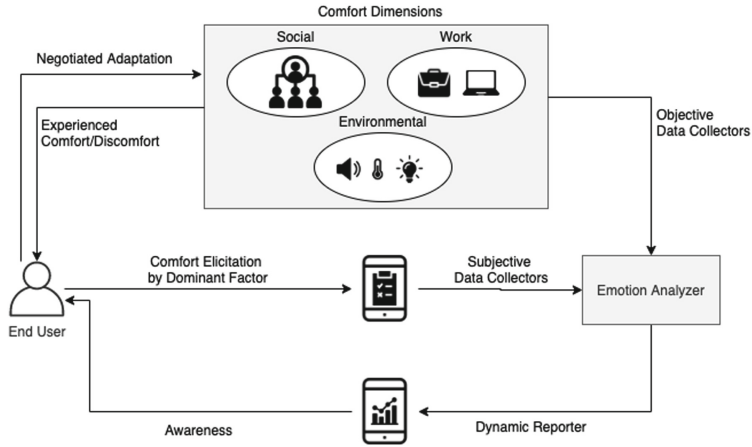 Comfort Dimensions
Social
Work
Negotiated Adaptation
Experienced
Comfort/Discomfort
Environmental
Objective
Data Collectors
Comfort Elicitation
by Dominant Factor
Subjective
Data Collectors
Emotion Analyzer
End User
Awareness
Dynamic Reporter